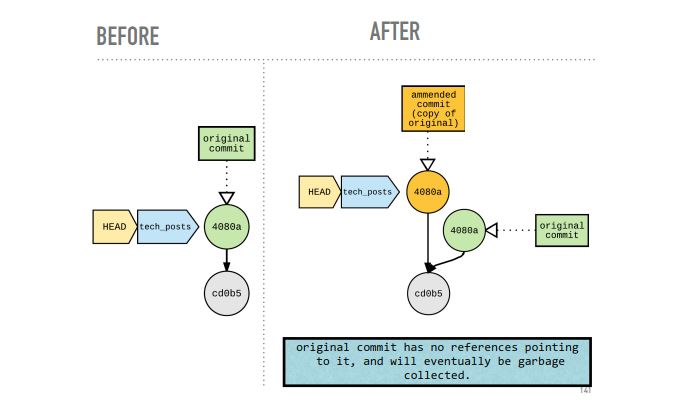 BEFORE
AFTER
original
commit
HEAD
tech_posts
4080a
cd0b5
ammended
commit
(copy of
original)
HEAD
tech_posts
4080a
4080a
original
commit
cd0b5
original commit has no references pointing
to it, and will eventually be garbage
collected.
141